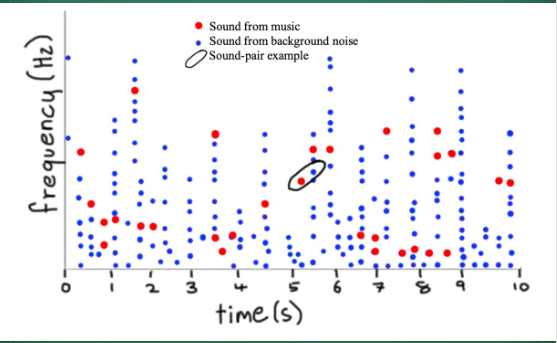 Sound from music
Sound from background noise
Sound-pair example
frequency (Hz)
0 1 2 3 4 5 6 7 8 9 10
time (s)